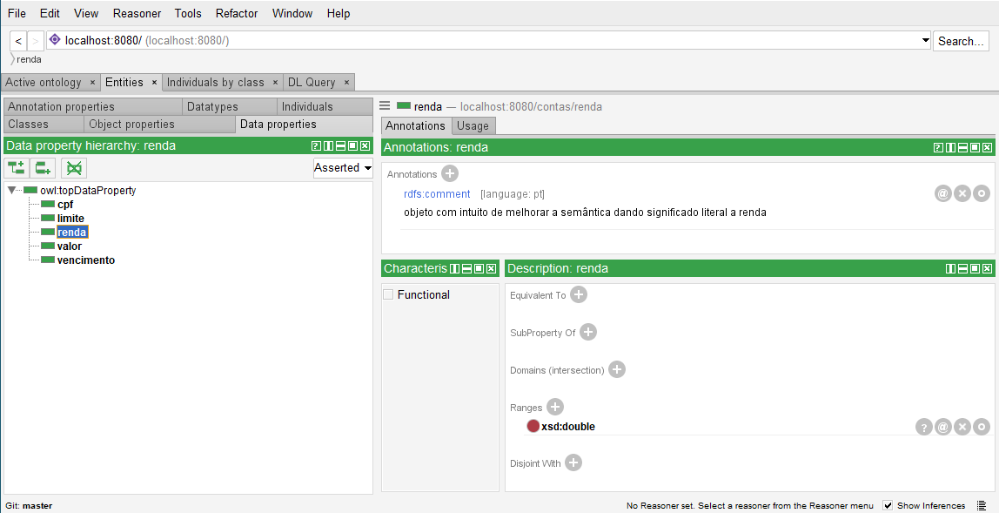 File Edit View Reasoner Tools Refactor Window Help
< > localhost:8080/ (localhost:8080/) Search...
renda
Active ontology × Entities × Individuals by class × DL Query ×
Annotation properties Datatypes Individuals
Classes Object properties Data properties
Data property hierarchy: renda
Asserted
owl:topDataProperty
cpf
limite
renda
valor
vencimento
renda — localhost:8080/contas/renda
Annotations Usage
Annotations: renda
Annotations
rdfs:comment [language: pt]
objeto com intuito de melhorar a semântica dando significado literal a renda
Characteris
Functional
Description: renda
Equivalent To
SubProperty Of
Domains (intersection)
Ranges
xsd:double
Disjoint With
Git: master
No Reasoner set. Select a reasoner from the Reasoner menu Show Inferences